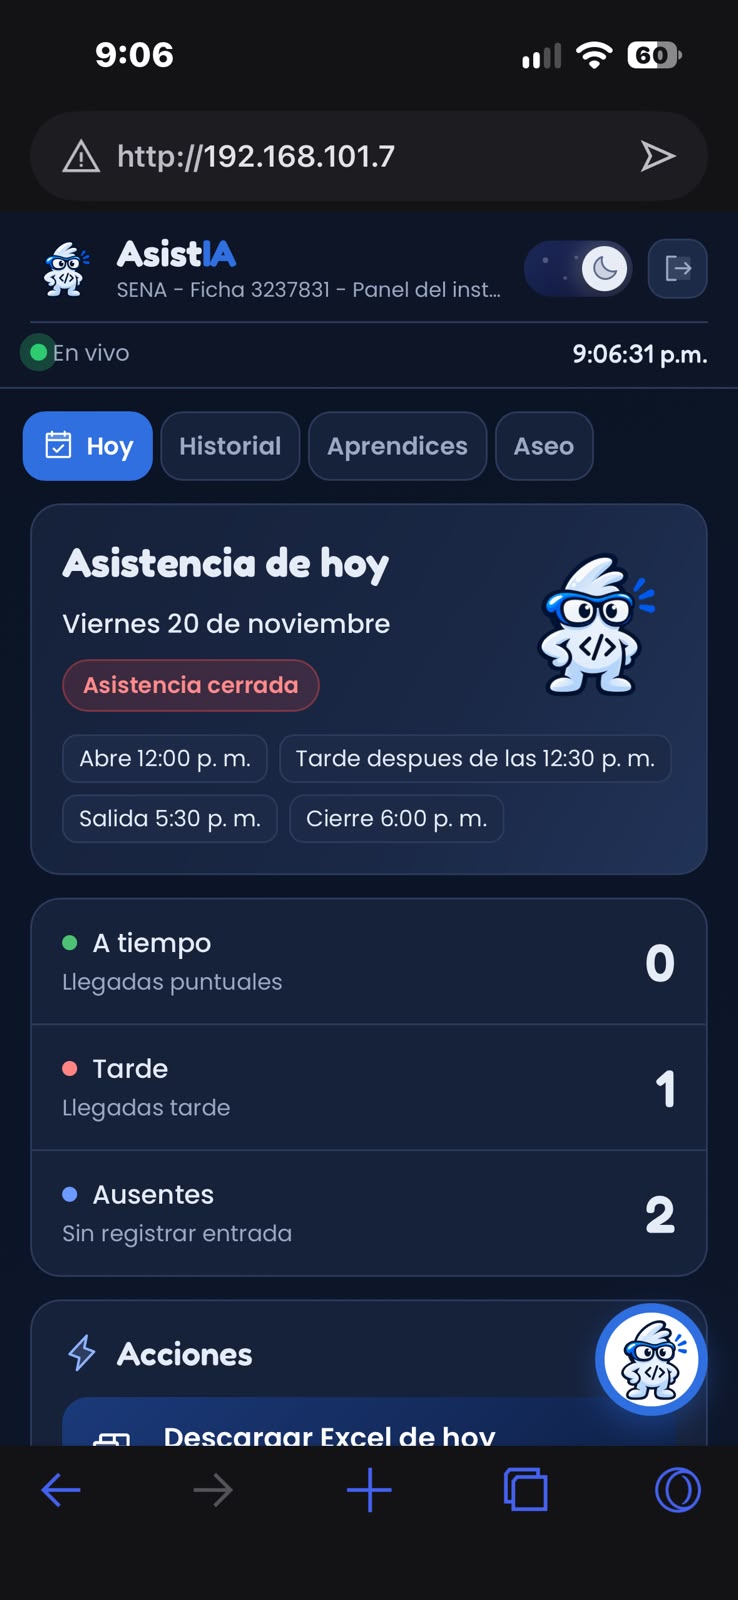 9:06
60
http://192.168.101.7
AsistIA
SENA - Ficha 3237831 - Panel del inst...
En vivo
9:06:31 p.m.
Hoy
Historial
Aprendices
Aseo
Asistencia de hoy
Viernes 20 de noviembre
</>
Asistencia cerrada
Abre 12:00 p. m.
Tarde despues de las 12:30 p. m.
Salida 5:30 p. m.
Cierre 6:00 p. m.
A tiempo
0
Llegadas puntuales
Tarde
1
Llegadas tarde
Ausentes
2
Sin registrar entrada
Acciones
</>
Descargar Excel de hoy